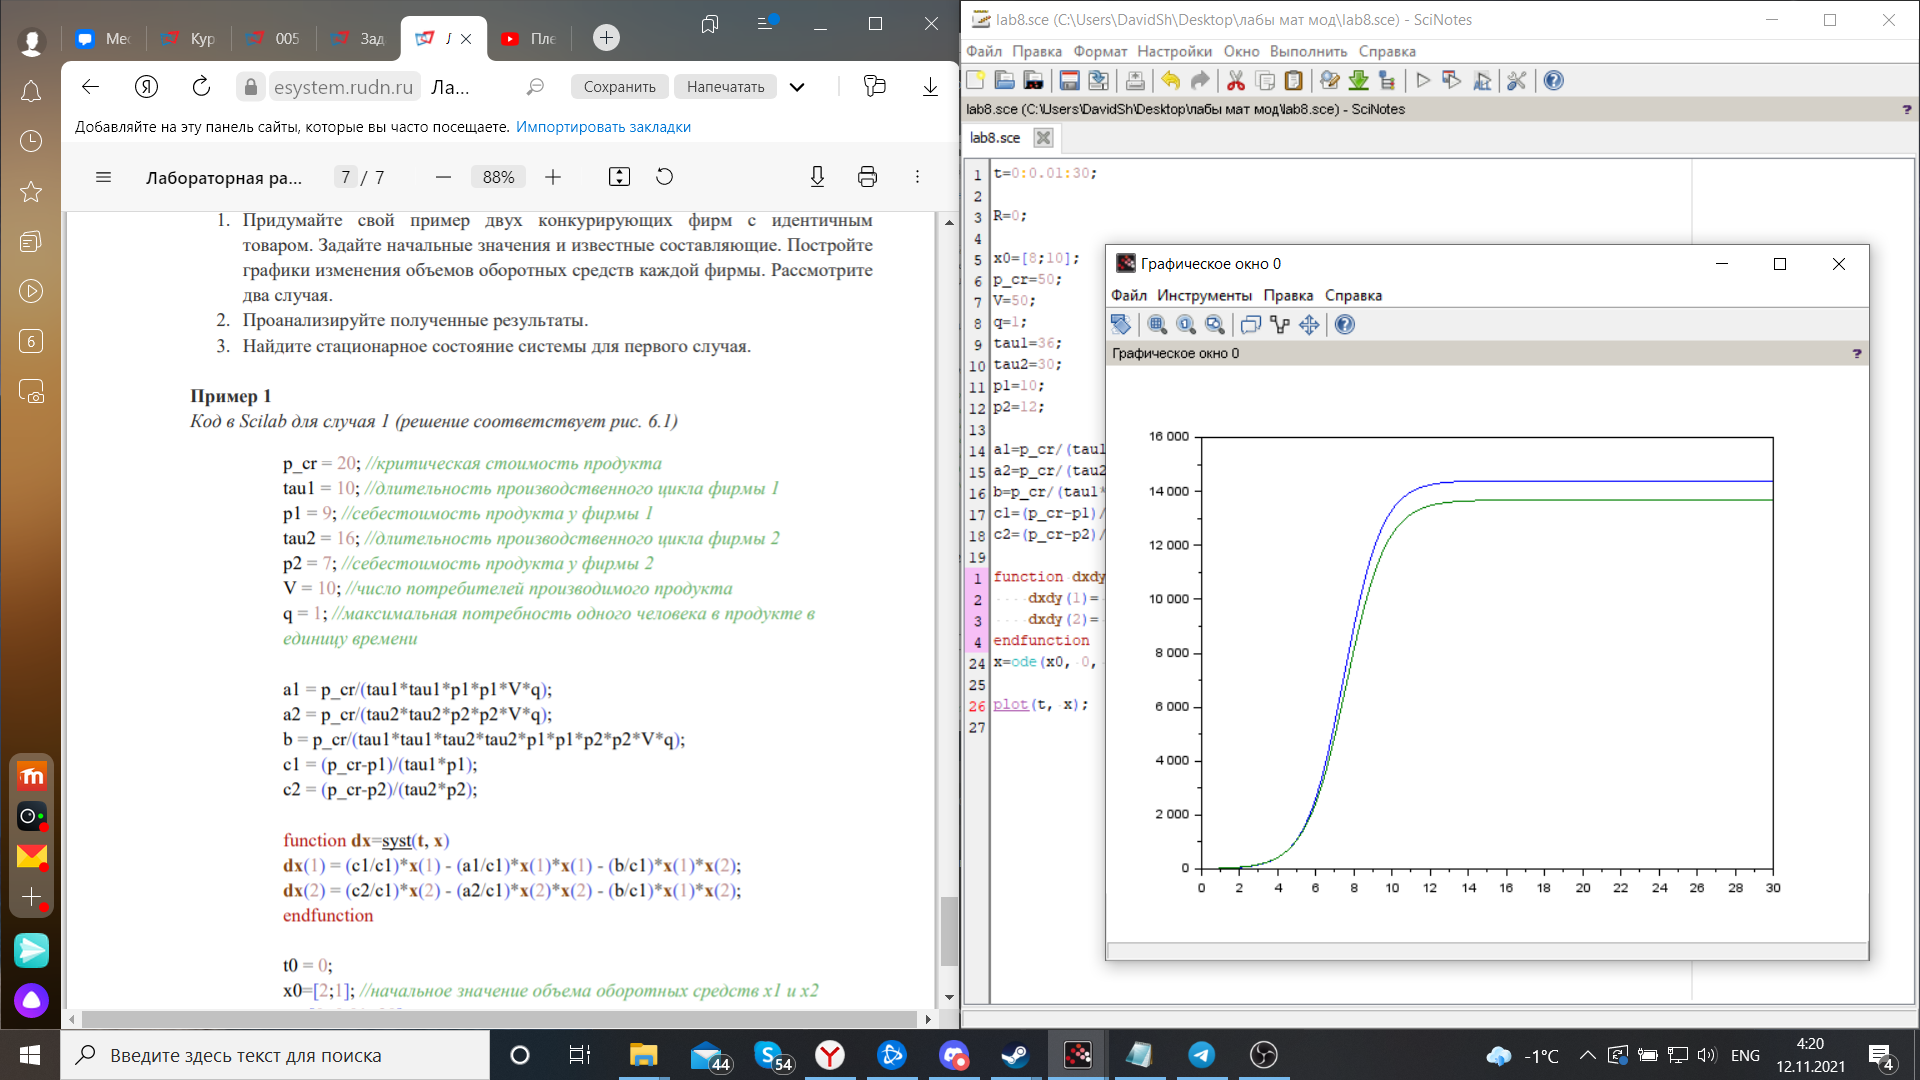 Мес
Кур
005
Зад
Л
Пле
esystem.rudn.ru
Ла...
Сохранить
Напечатать
Добавляйте на эту панель сайты, которые вы часто посещаете. Импортировать закладки
Лабораторная ра...
7 / 7
88%
1. Придумайте свой пример двух конкурирующих фирм с идентичным
товаром. Задайте начальные значения и известные составляющие. Постройте
графики изменения объемов оборотных средств каждой фирмы. Рассмотрите
два случая.
2. Проанализируйте полученные результаты.
3. Найдите стационарное состояние системы для первого случая.
Пример 1
Код в Scilab для случая 1 (решение соответствует рис. 6.1)
p_cr = 20; //критическая стоимость продукта
tau1 = 10; //длительность производственного цикла фирмы 1
p1 = 9; //себестоимость продукта у фирмы 1
tau2 = 16; //длительность производственного цикла фирмы 2
p2 = 7; //себестоимость продукта у фирмы 2
V = 10; //число потребителей производимого продукта
q = 1; //максимальная потребность одного человека в продукте в
единицу времени
a1 = p_cr/(tau1*tau1*p1*p1*V*q);
a2 = p_cr/(tau2*tau2*p2*p2*V*q);
b = p_cr/(tau1*tau1*tau2*tau2*p1*p1*p2*p2*V*q);
c1 = (p_cr-p1)/(tau1*p1);
c2 = (p_cr-p2)/(tau2*p2);
function dx=syst(t, x)
dx(1) = (c1/c1)*x(1) - (a1/c1)*x(1)*x(1) - (b/c1)*x(1)*x(2);
dx(2) = (c2/c1)*x(2) - (a2/c1)*x(2)*x(2) - (b/c1)*x(1)*x(2);
endfunction
t0 = 0;
x0=[2;1]; //начальное значение объема оборотных средств x1 и x2
6
lab8.sce (C:\Users\DavidSh\Desktop\лабы мат мод\lab8.sce) - SciNotes
Файл Правка Формат Настройки Окно Выполнить Справка
lab8.sce (C:\Users\DavidSh\Desktop\лабы мат мод\lab8.sce) - SciNotes
?
lab8.sce
1 t=0:0.01:30;
2
3 R=0;
4
5 x0=[8;10];
6 p_cr=50;
7 V=50;
8 q=1;
9 tau1=36;
10 tau2=30;
11 p1=10;
12 p2=12;
13
14 a1=p_cr/(tau1
15 a2=p_cr/(tau2
16 b=p_cr/(tau1*
17 c1=(p_cr-p1)/
18 c2=(p_cr-p2)/
19
1 function dxdy
2 dxdy(1)=
3 dxdy(2)=
4 endfunction
24 x=ode(x0, 0,
25
26 plot(t, x);
27
Графическое окно 0
Файл Инструменты Правка Справка
Графическое окно 0
?
16 000
14 000
12 000
10 000
8 000
6 000
4 000
2 000
0
0 2 4 6 8 10 12 14 16 18 20 22 24 26 28 30
Введите здесь текст для поиска
44
54
-1°C
ENG
4:20
12.11.2021
4